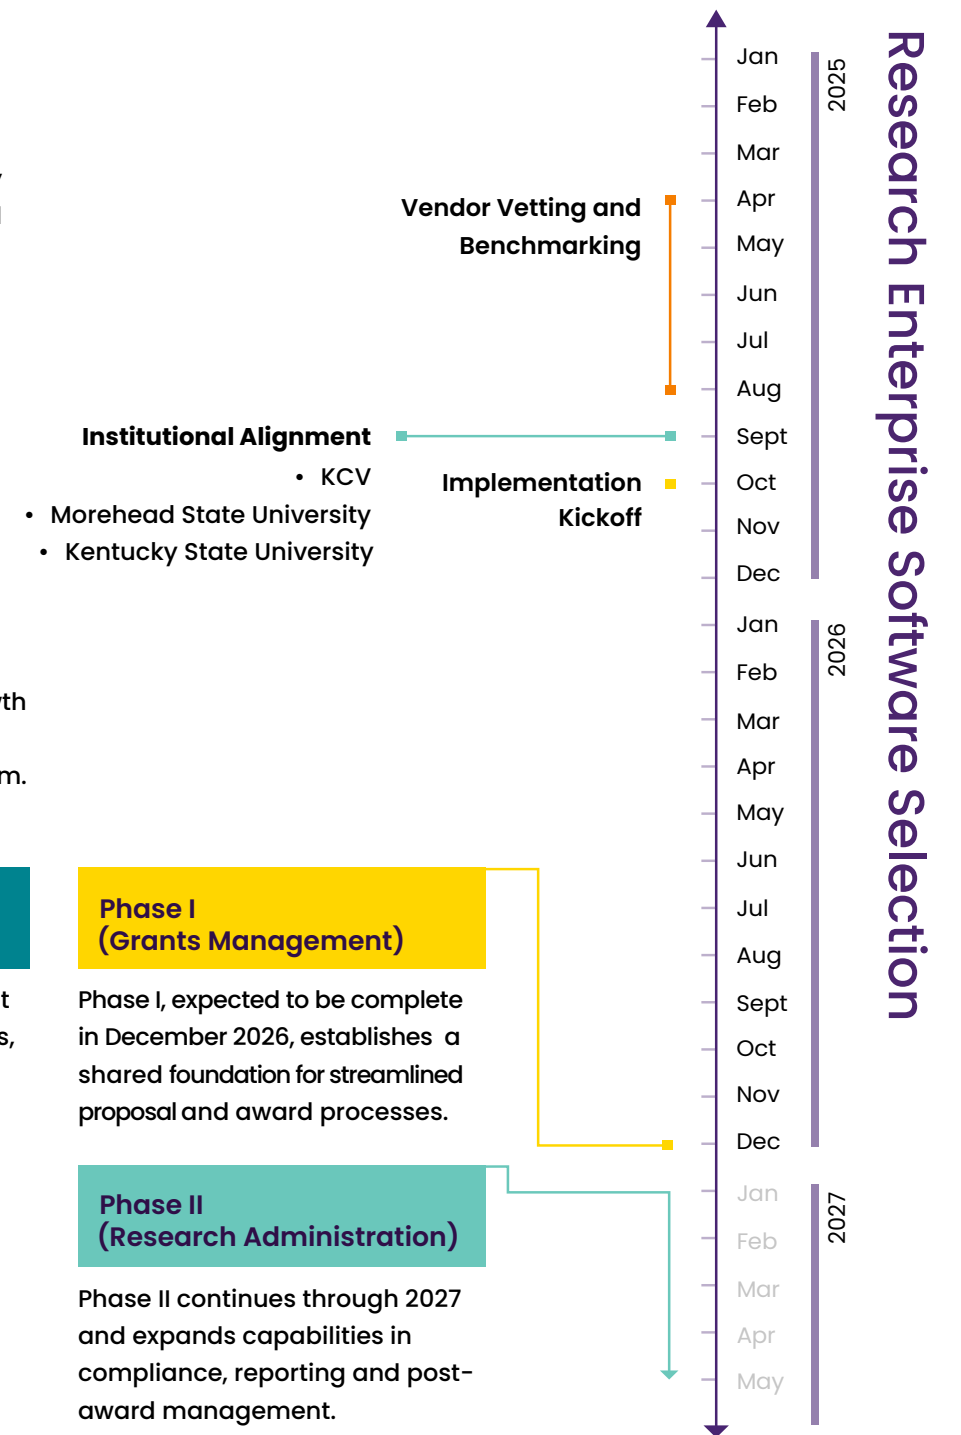 Research Enterprise Software Selection
2025
Jan
Feb
Mar
Apr
May
Jun
Jul
Aug
Sept
Oct
Nov
Dec
2026
Jan
Feb
Mar
Apr
May
Jun
Jul
Aug
Sept
Oct
Nov
Dec
2027
Jan
Feb
Mar
Apr
May
Vendor Vetting and
Benchmarking
Institutional Alignment
• KCV
• Morehead State University
• Kentucky State University
Implementation
Kickoff
m.
Phase I
(Grants Management)
Phase I, expected to be complete
in December 2026, establishes a
shared foundation for streamlined
proposal and award processes.
Phase II
(Research Administration)
Phase II continues through 2027
and expands capabilities in
compliance, reporting and post-
award management.